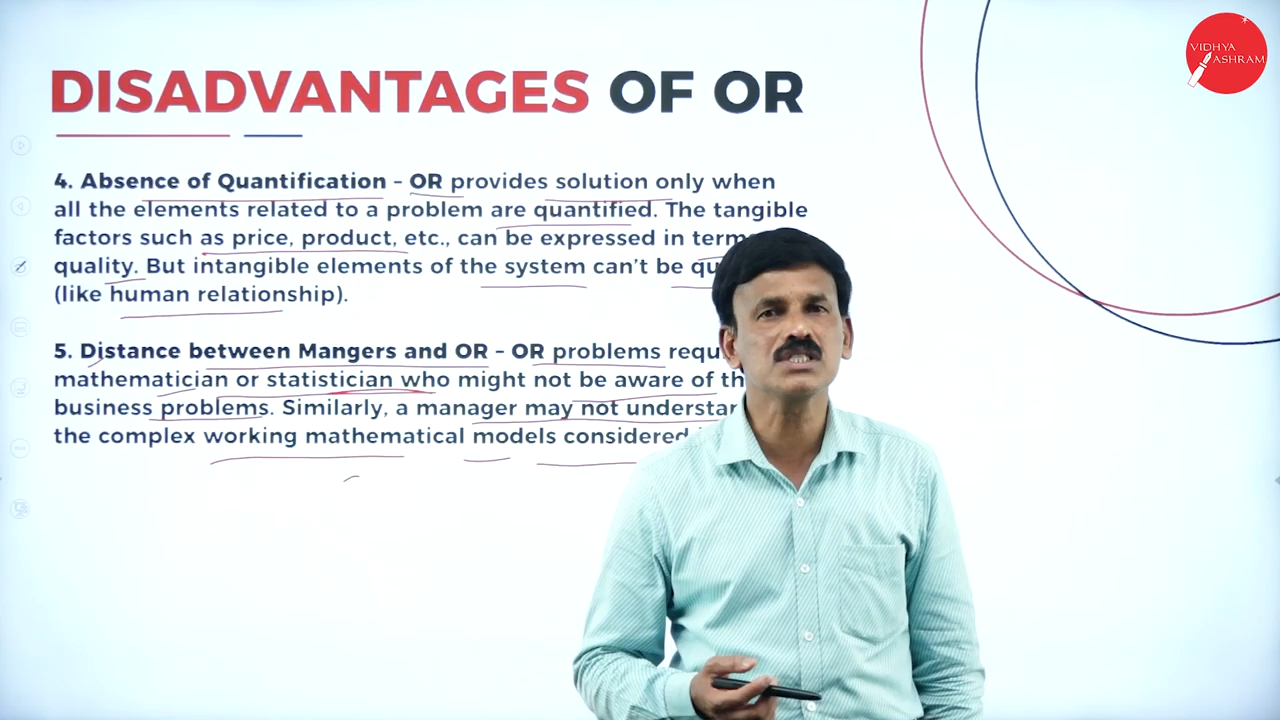 VIDHYA
ASHRAM
DISADVANTAGES OF OR
4. Absence of Quantification - OR provides solution only when
all the elements related to a problem are quantified. The tangible
factors such as price, product, etc., can be expressed in
quality. But intangible elements of the system can't be
(like human relationship).
5. Distance between Mangers and OR - OR problems
mathematician or statistician who might not be aware of
business problems. Similarly, a manager may not
the complex working mathematical models considered